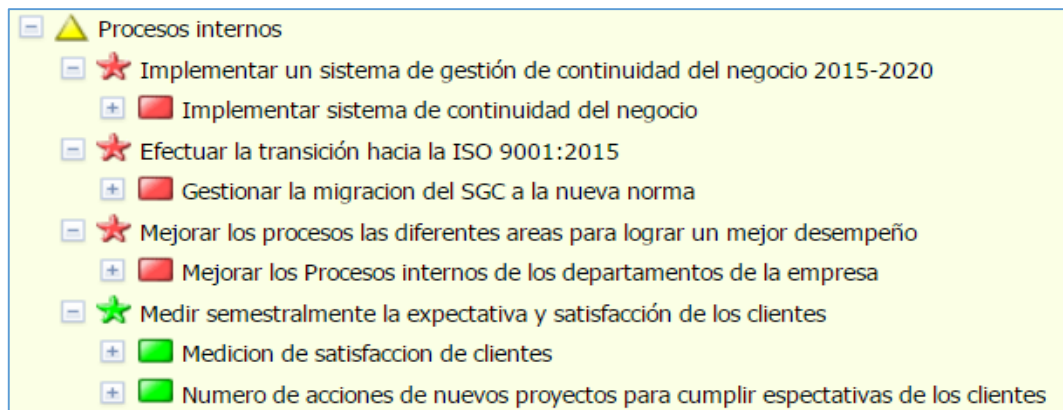 Procesos internos
Implementar un sistema de gestión de continuidad del negocio 2015-2020
Implementar sistema de continuidad del negocio
Efectuar la transición hacia la ISO 9001:2015
Gestionar la migracion del SGC a la nueva norma
Mejorar los procesos las diferentes areas para lograr un mejor desempeño
Mejorar los Procesos internos de los departamentos de la empresa
Medir semestralmente la expectativa y satisfacción de los clientes
Medicion de satisfaccion de clientes
Numero de acciones de nuevos proyectos para cumplir espectativas de los clientes